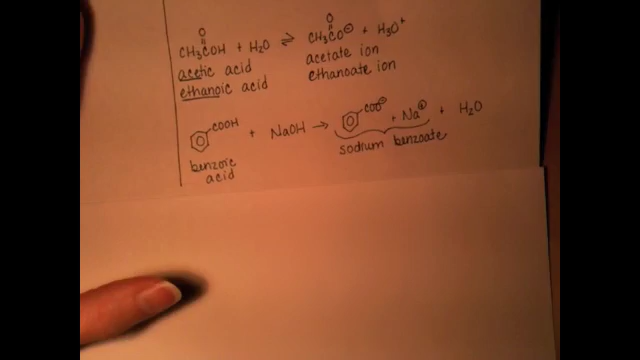 O
CH₃COH + H₂O ⇌ CH₃CO⊖ + H₃O⁺
acetic acid
ethanoic acid
O
acetate ion
ethanoate ion
COOH + NaOH → COO⊖ + Na⊕ + H₂O
benzoic
acid
sodium benzoate